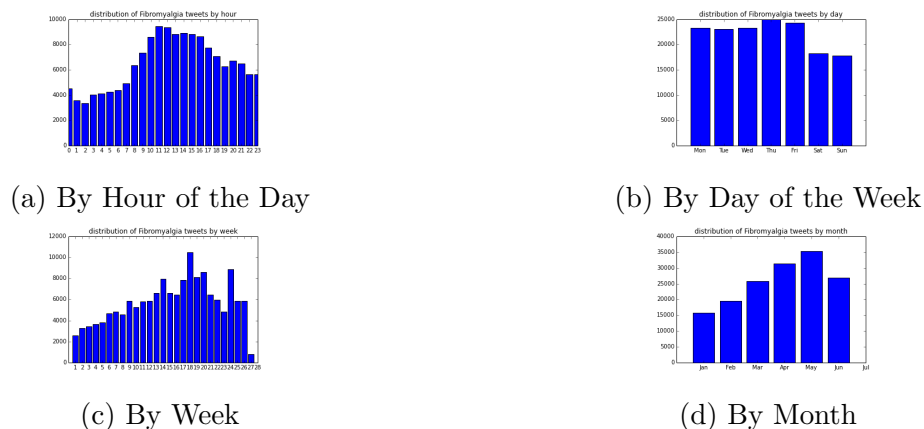 distribution of Fibromyalgia tweets by hour
10000
8000
6000
4000
2000
0
0 1 2 3 4 5 6 7 8 9 10 11 12 13 14 15 16 17 18 19 20 21 22 23
(a) By Hour of the Day
distribution of Fibromyalgia tweets by day
25000
20000
15000
10000
5000
0
Mon Tue Wed Thu Fri Sat Sun
(b) By Day of the Week
distribution of Fibromyalgia tweets by week
12000
10000
8000
6000
4000
2000
0
1 2 3 4 5 6 7 8 9 10 11 12 13 14 15 16 17 18 19 20 21 22 23 24 25 26 27 28
(c) By Week
distribution of Fibromyalgia tweets by month
40000
35000
30000
25000
20000
15000
10000
5000
0
Jan Feb Mar Apr May Jun Jul
(d) By Month